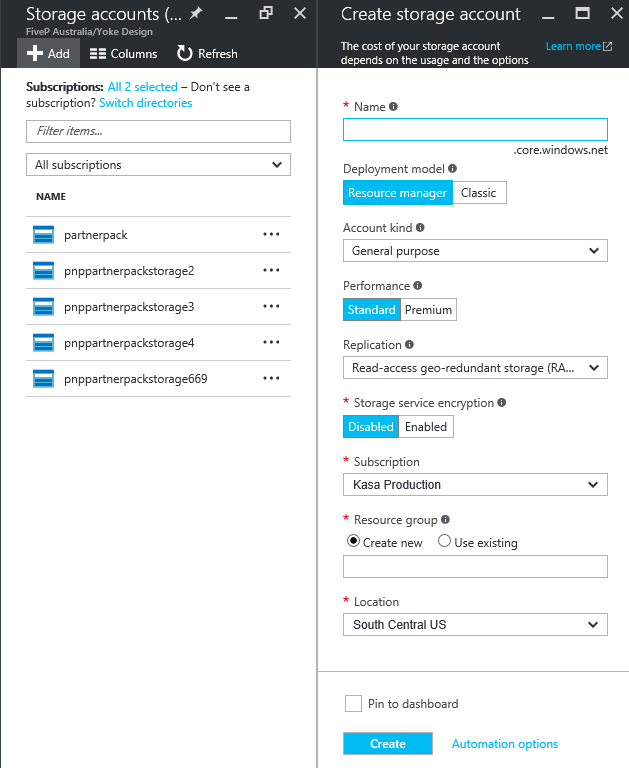 Storage accounts (...
FiveP Australia/Yoke Design
Add
Columns
Refresh
Subscriptions: All 2 selected – Don't see a
subscription? Switch directories
Filter items...
All subscriptions
NAME
partnerpack
pnppartnerpackstorage2
pnppartnerpackstorage3
pnppartnerpackstorage4
pnppartnerpackstorage669
Create storage account
The cost of your storage account Learn more
depends on the usage and the options
* Name
.core.windows.net
Deployment model
Resource manager Classic
Account kind
General purpose
Performance
Standard Premium
Replication
Read-access geo-redundant storage (RA...
* Storage service encryption
Disabled Enabled
* Subscription
Kasa Production
* Resource group
Create new Use existing
* Location
South Central US
Pin to dashboard
Create Automation options